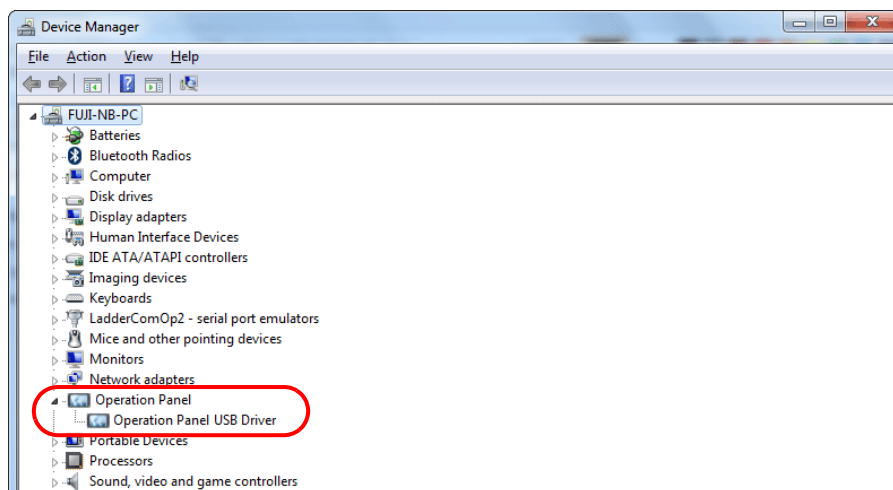 Device Manager
File Action View Help
FUJI-NB-PC
Batteries
Bluetooth Radios
Computer
Disk drives
Display adapters
Human Interface Devices
IDE ATA/ATAPI controllers
Imaging devices
Keyboards
LadderComOp2 - serial port emulators
Mice and other pointing devices
Monitors
Network adapters
Operation Panel
Operation Panel USB Driver
Portable Devices
Processors
Sound, video and game controllers